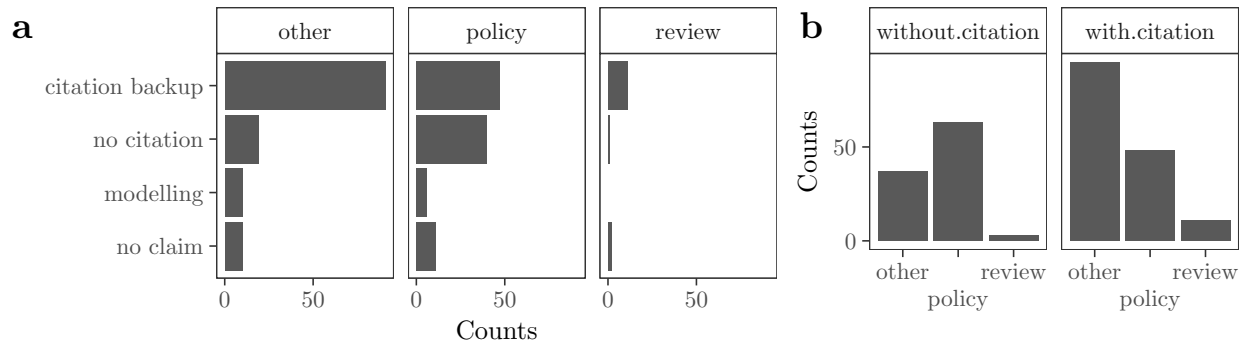 a
other policy review
citation backup
no citation
modelling
no claim
0 50 0 50 0 50
Counts
b
without.citation with.citation
Counts
50
0
other review other review
policy policy